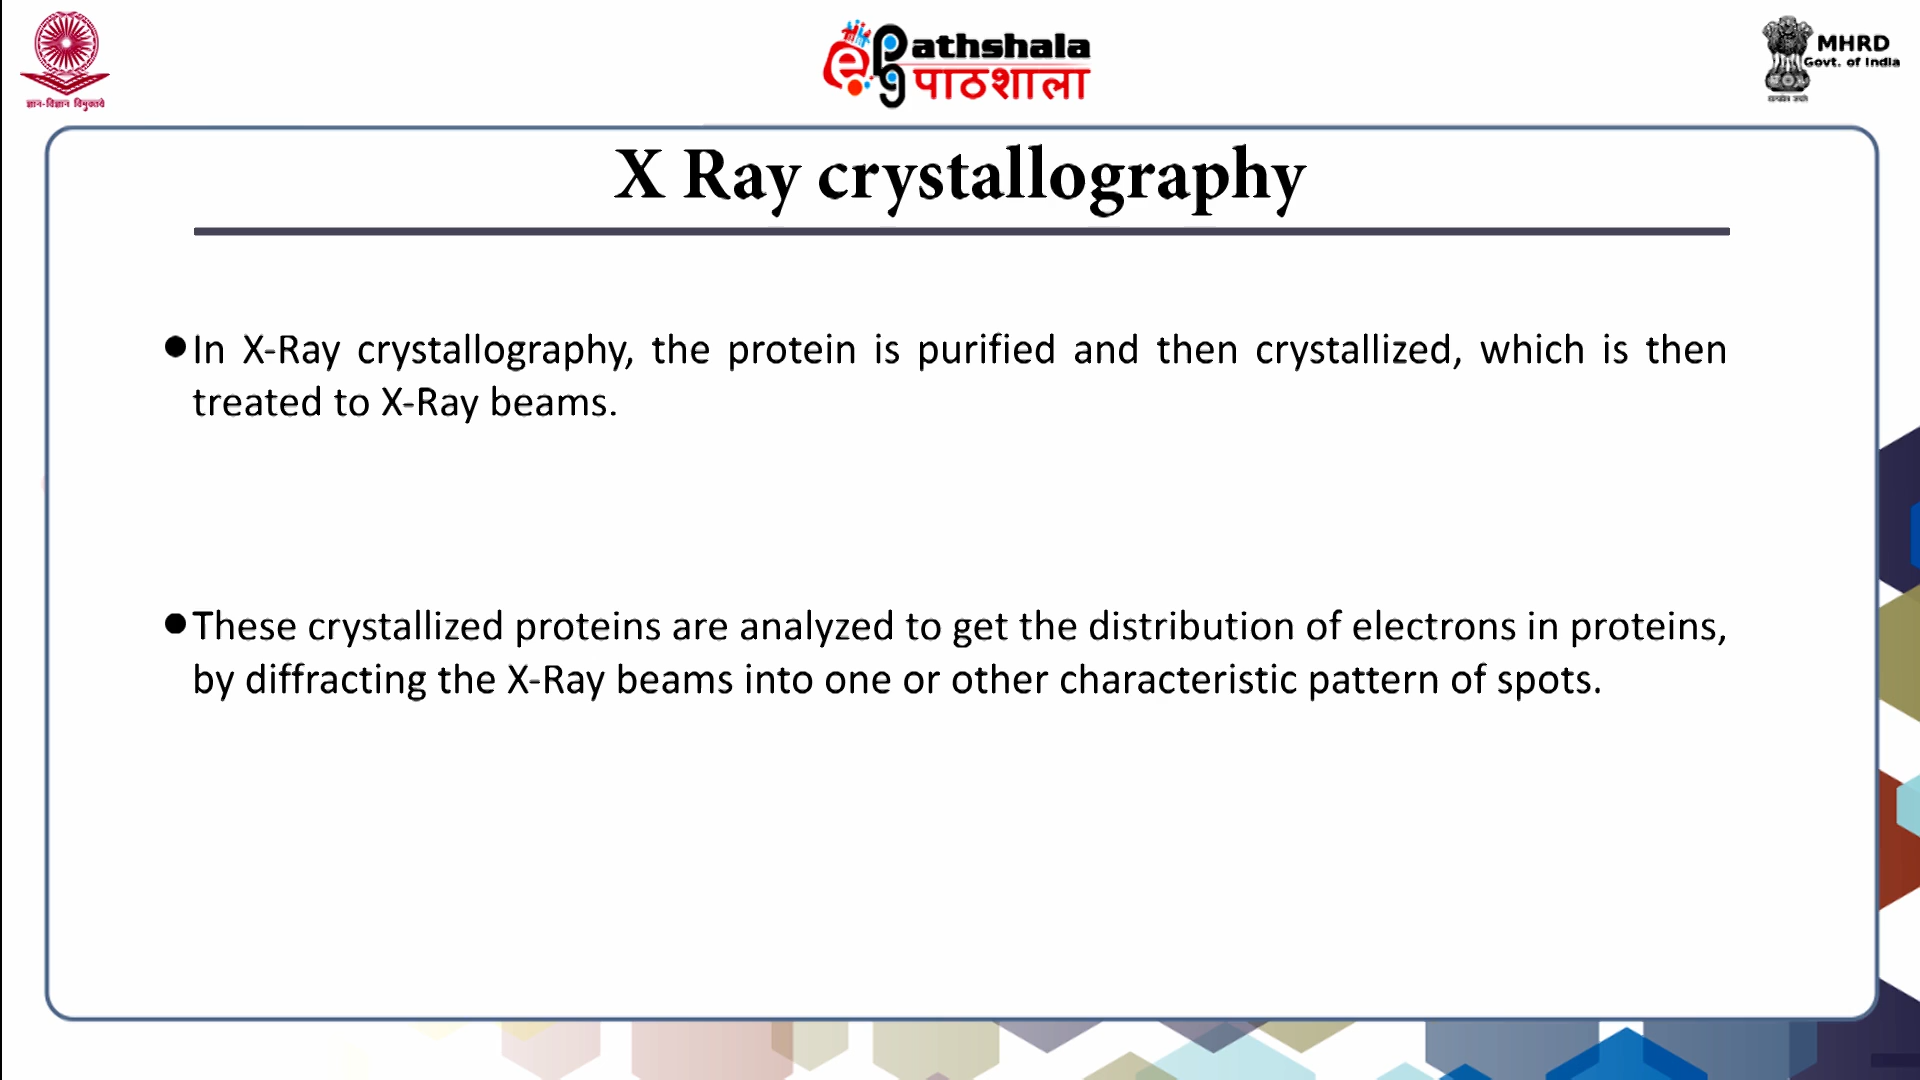 ज्ञान-विज्ञान विमुक्तये
Pathshala
पाठशाला
MHRD
Govt. of India
X Ray crystallography
●In X-Ray crystallography, the protein is purified and then crystallized, which is then
treated to X-Ray beams.
●These crystallized proteins are analyzed to get the distribution of electrons in proteins,
by diffracting the X-Ray beams into one or other characteristic pattern of spots.